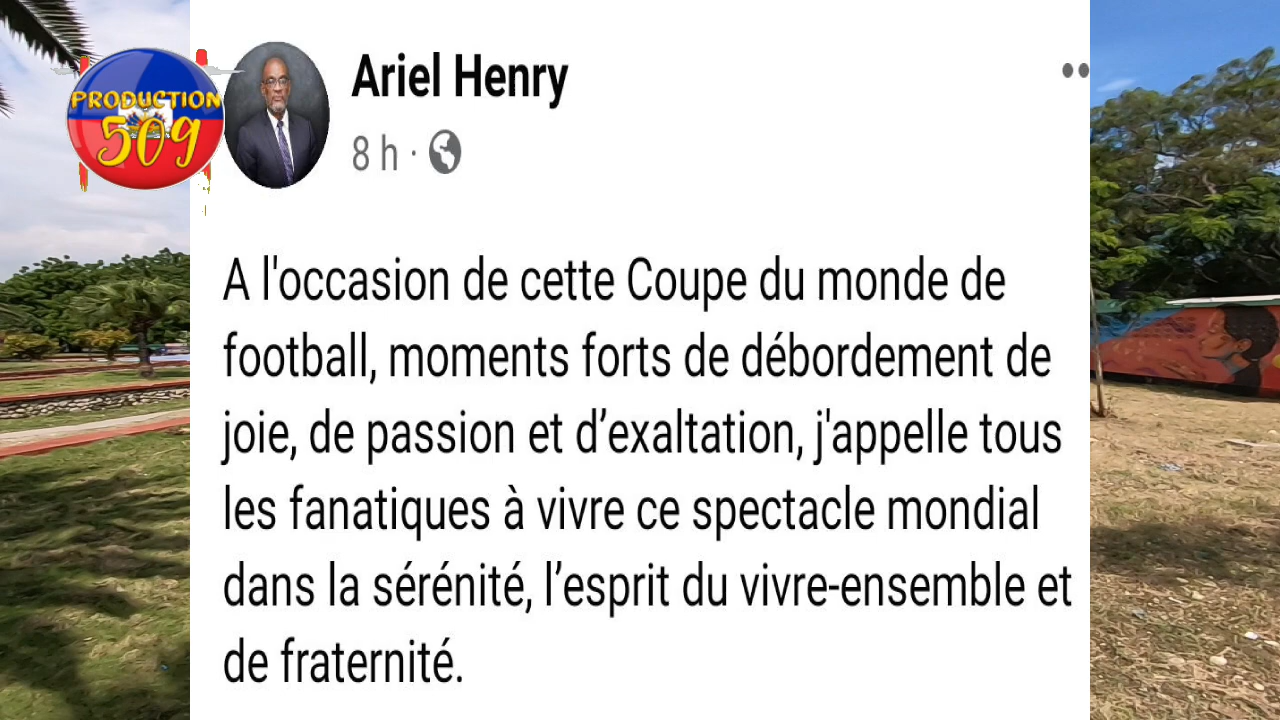 PRODUCTION
509
Ariel Henry
8 h ·
A l'occasion de cette Coupe du monde de
football, moments forts de débordement de
joie, de passion et d’exaltation, j'appelle tous
les fanatiques à vivre ce spectacle mondial
dans la sérénité, l’esprit du vivre-ensemble et
de fraternité.